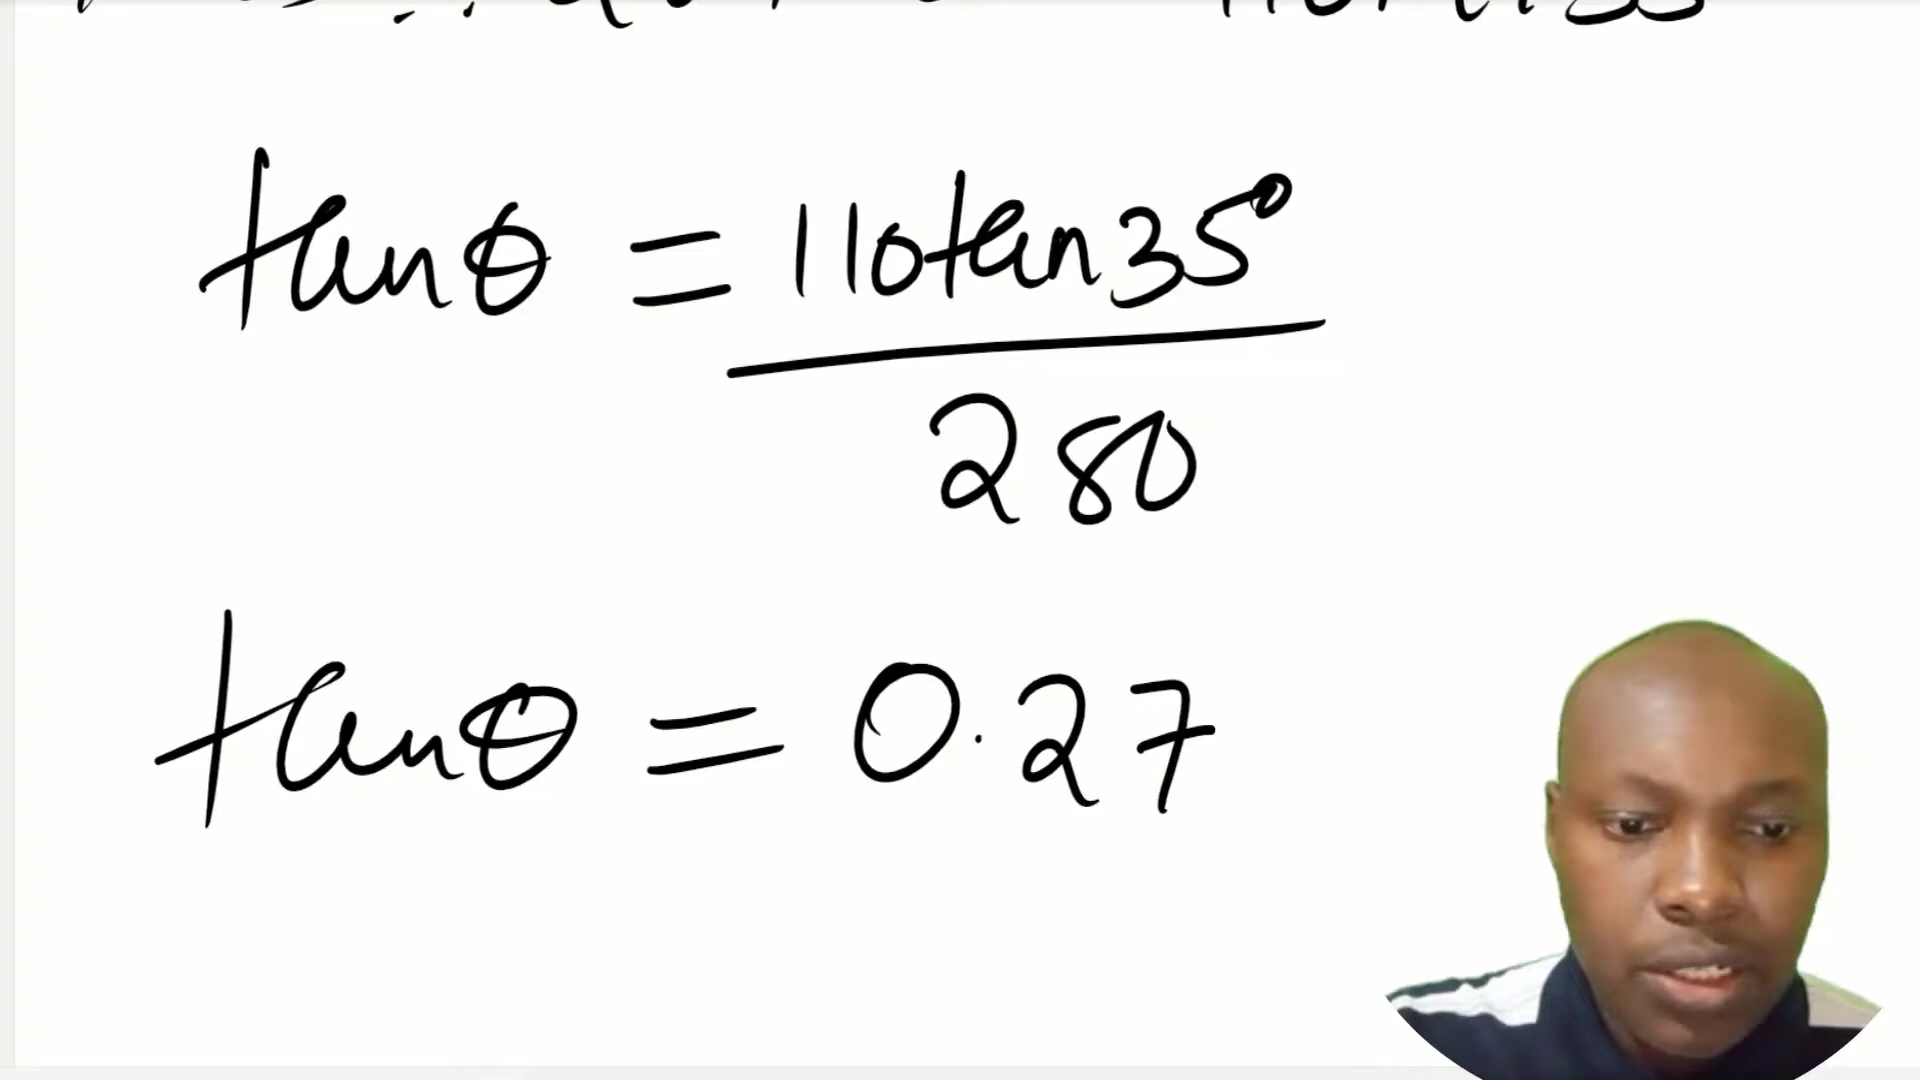 tanθ = 110tan35°
280
tanθ = 0.27